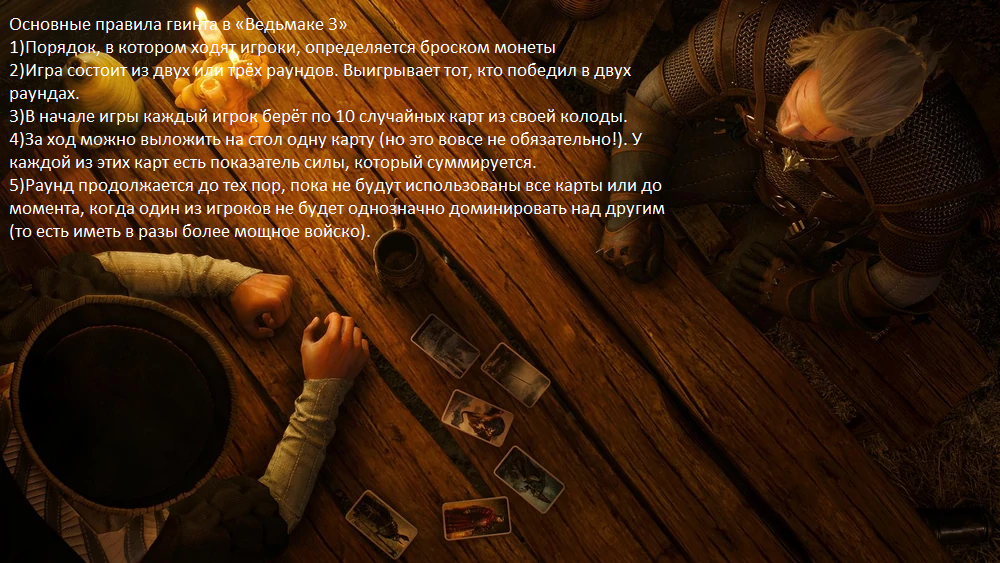 Основные правила гвинта в «Ведьмаке 3»
1)Порядок, в котором ходят игроки, определяется броском монеты
2)Игра состоит из двух или трёх раундов. Выигрывает тот, кто победил в двух
раундах.
3)В начале игры каждый игрок берёт по 10 случайных карт из своей колоды.
4)За ход можно выложить на стол одну карту (но это вовсе не обязательно!). У
каждой из этих карт есть показатель силы, который суммируется.
5)Раунд продолжается до тех пор, пока не будут использованы все карты или до
момента, когда один из игроков не будет однозначно доминировать над другим
(то есть иметь в разы более мощное войско).